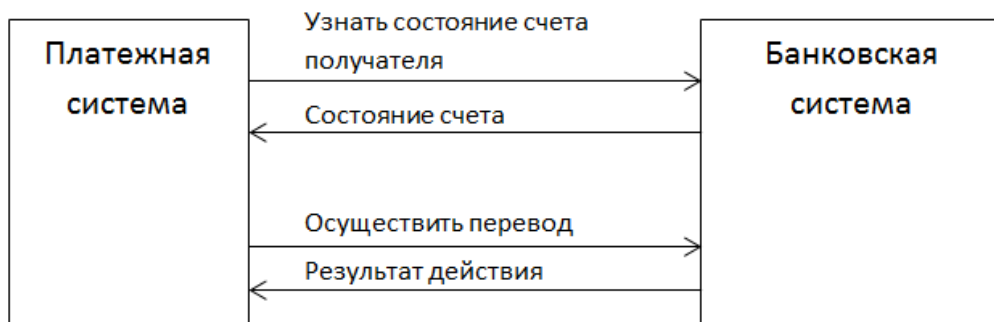 Платежная
система
Узнать состояние счета
получателя
Состояние счета
Осуществить перевод
Результат действия
Банковская
система